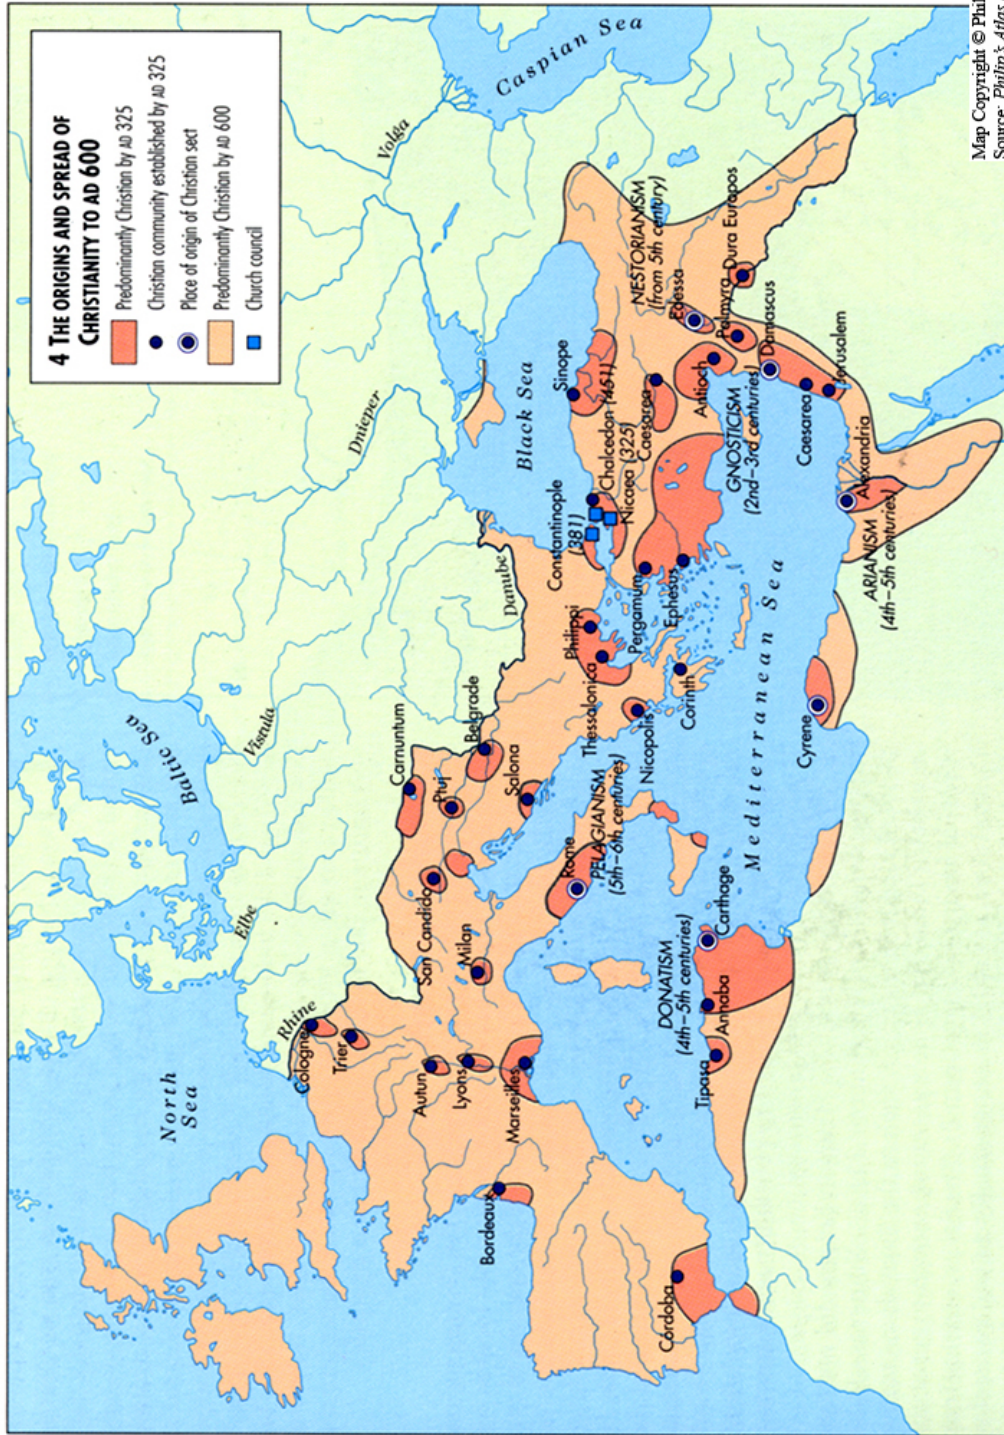 4 THE ORIGINS AND SPREAD OF
CHRISTIANITY TO AD 600
Predominantly Christian by AD 325
Christian community established by AD 325
Place of origin of Christian sect
Predominantly Christian by AD 600
Church council
North
Sea
Baltic Sea
Caspian Sea
Black Sea
Mediterranean Sea
Volga
Dnieper
Vistula
Elbe
Rhine
Danube
Cologne
Trier
Autun
Lyons
Marseilles
Bordeaux
Córdoba
Milan
San Candido
Carnuntum
Ptuj
Belgrade
Salona
Rome
PELAGIANISM
(5th–6th centuries)
DONATISM
(4th–5th centuries)
Tipasa
Annaba
Carthage
Cyrene
Nicopolis
Corinth
Thessalonica
Philippi
Pergamum
Ephesus
Constantinople
(381)
Chalcedon (451)
Nicaea (325)
Sinope
Caesarea
Antioch
NESTORIANISM
(from 5th century)
Edessa
Palmyra
Dura Europos
Damascus
GNOSTICISM
(2nd–3rd centuries)
Caesarea
Jerusalem
Alexandria
ARIANISM
(4th–5th centuries)
Map Copyright © Phil
Source: Philip's Atlas